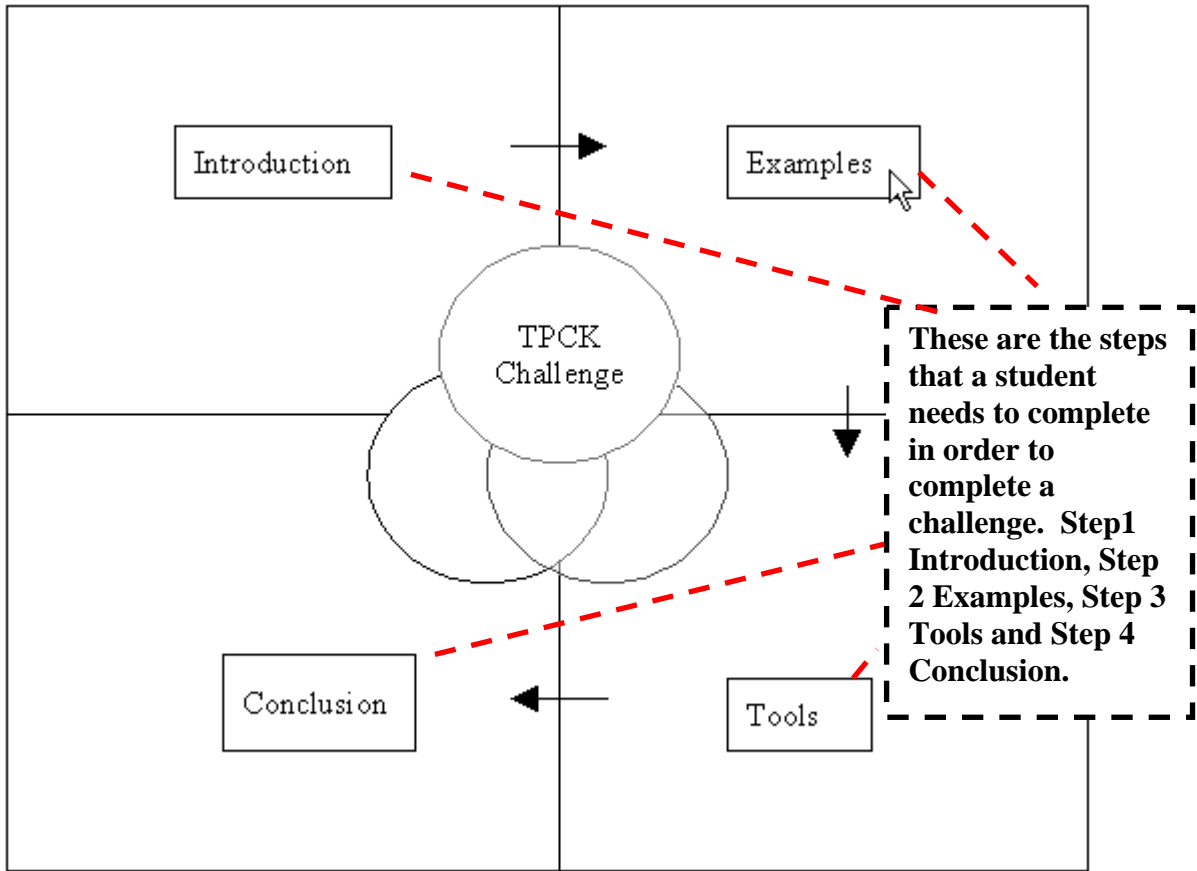 Introduction
Examples
TPCK
Challenge
These are the steps
that a student
needs to complete
in order to
complete a
challenge.  Step1
Introduction, Step
2 Examples, Step 3
Tools and Step 4
Conclusion.
Conclusion
Tools